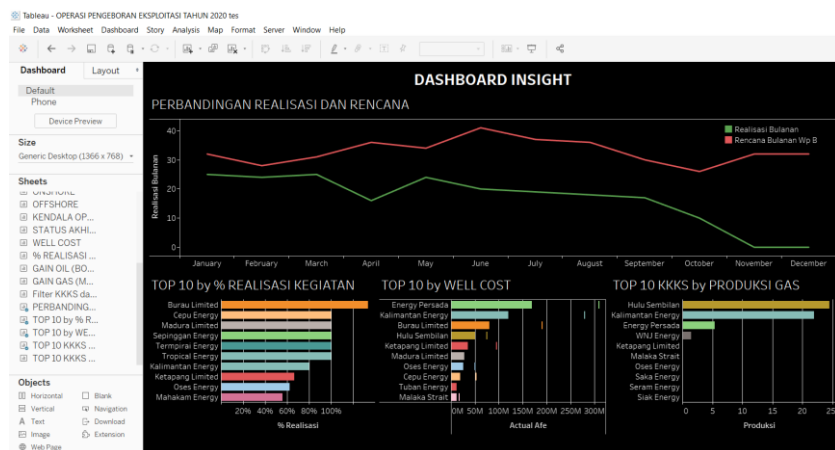 Tableau - OPERASI PENGEBORAN EKSPLOITASI TAHUN 2020 tes
File Data Worksheet Dashboard Story Analysis Map Format Server Window Help
Dashboard Layout
Default
Phone
Device Preview
Size
Generic Desktop (1366 x 768)
Sheets
ONSHORE
OFFSHORE
KENDALA OP...
STATUS AKHI...
WELL COST
% REALISASI ...
GAIN OIL (BO...
GAIN GAS (M...
Filter KKKS da...
PERBANDING...
TOP 10 by % R...
TOP 10 by WE...
TOP 10 KKKS ...
TOP 10 KKKS ...
Objects
Horizontal Blank
Vertical Navigation
A Text Download
Image Extension
Web Page
DASHBOARD INSIGHT
PERBANDINGAN REALISASI DAN RENCANA
Realisasi Bulanan
Rencana Bulanan Wp B
Realisasi Bulanan
40
30
20
10
0
January February March April May June July August September October November December
TOP 10 by % REALISASI KEGIATAN
Burau Limited
Cepu Energy
Madura Limited
Sepinggan Energy
Termpirai Energy
Tropical Energy
Kalimantan Energy
Ketapang Limited
Oses Energy
Mahakam Energy
20% 40% 60% 80% 100%
% Realisasi
TOP 10 by WELL COST
Energy Persada
Kalimantan Energy
Burau Limited
Hulu Sembilan
Ketapang Limited
Madura Limited
Oses Energy
Cepu Energy
Tuban Energy
Malaka Strait
0M 50M 100M 150M 200M 250M 300M
Actual Afe
TOP 10 KKKS by PRODUKSI GAS
Hulu Sembilan
Kalimantan Energy
Energy Persada
WNJ Energy
Ketapang Limited
Malaka Strait
Oses Energy
Saka Energy
Seram Energy
Siak Energy
0 5 10 15 20 25
Produksi